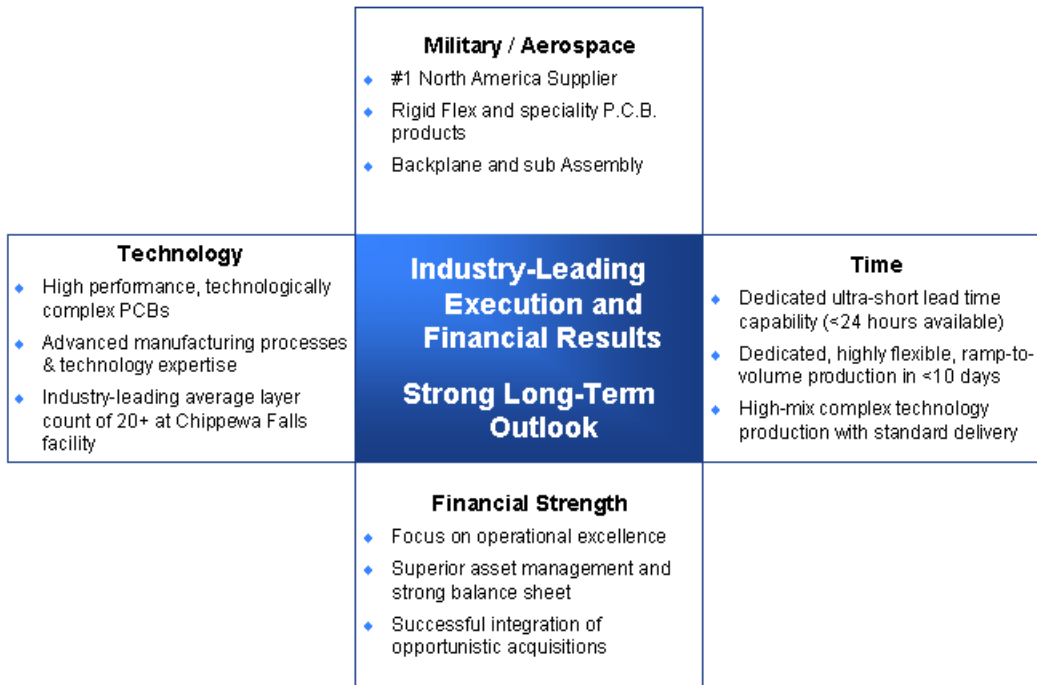 Military / Aerospace
#1 North America Supplier
Rigid Flex and speciality P.C.B.
products
Backplane and sub Assembly
Technology
High performance, technologically
complex PCBs
Advanced manufacturing processes
& technology expertise
Industry-leading average layer
count of 20+ at Chippewa Falls
facility
Industry-Leading
Execution and
Financial Results
Strong Long-Term
Outlook
Time
Dedicated ultra-short lead time
capability (<24 hours available)
Dedicated, highly flexible, ramp-to-
volume production in <10 days
High-mix complex technology
production with standard delivery
Financial Strength
Focus on operational excellence
Superior asset management and
strong balance sheet
Successful integration of
opportunistic acquisitions